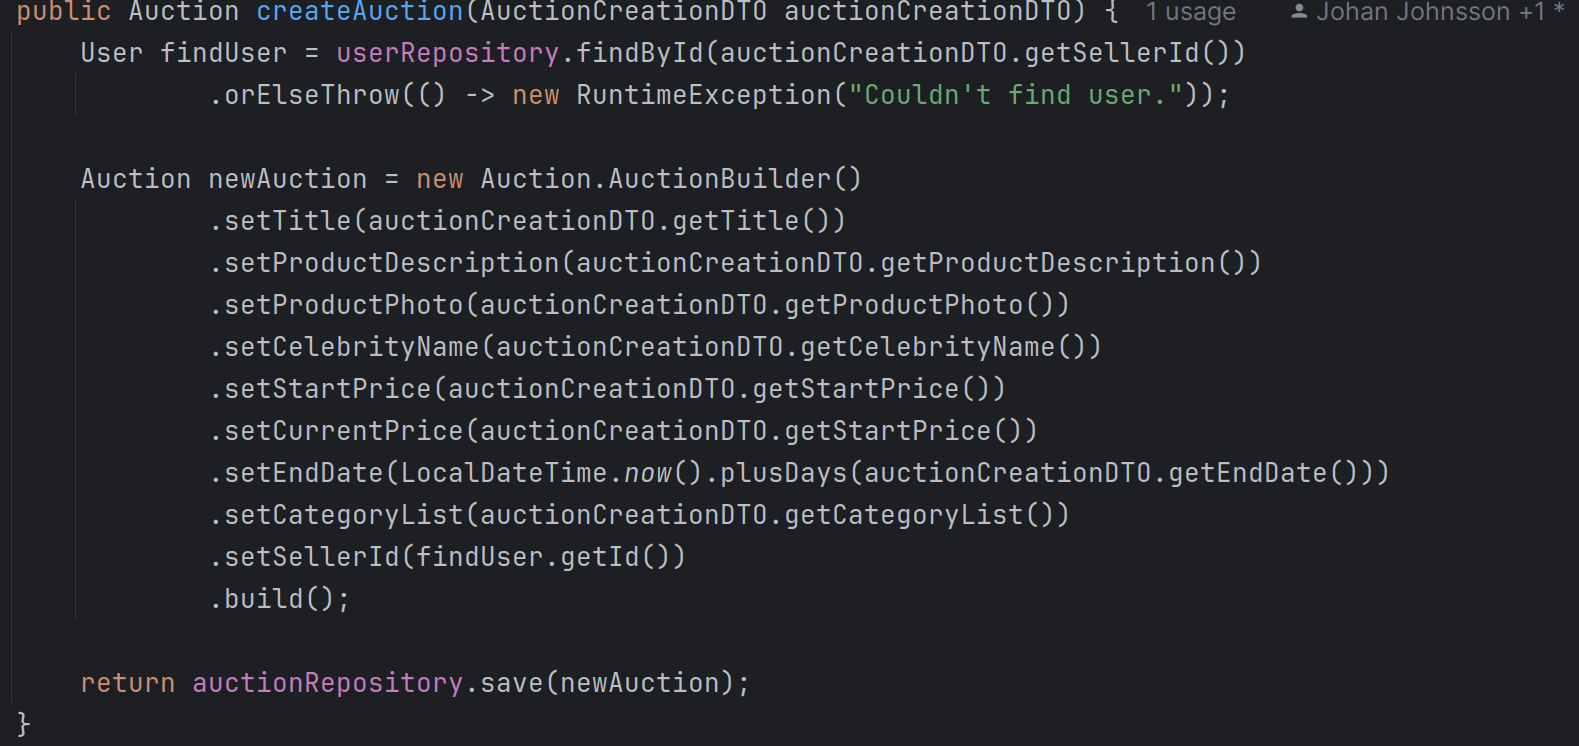 public Auction createAuction(AuctionCreationDTO auctionCreationDTO) { 1 usage Johan Johnsson +1 *
    User findUser = userRepository.findById(auctionCreationDTO.getSellerId())
            .orElseThrow(() -> new RuntimeException("Couldn't find user."));

    Auction newAuction = new Auction.AuctionBuilder()
            .setTitle(auctionCreationDTO.getTitle())
            .setProductDescription(auctionCreationDTO.getProductDescription())
            .setProductPhoto(auctionCreationDTO.getProductPhoto())
            .setCelebrityName(auctionCreationDTO.getCelebrityName())
            .setStartPrice(auctionCreationDTO.getStartPrice())
            .setCurrentPrice(auctionCreationDTO.getStartPrice())
            .setEndDate(LocalDateTime.now().plusDays(auctionCreationDTO.getEndDate()))
            .setCategoryList(auctionCreationDTO.getCategoryList())
            .setSellerId(findUser.getId())
            .build();

    return auctionRepository.save(newAuction);
}